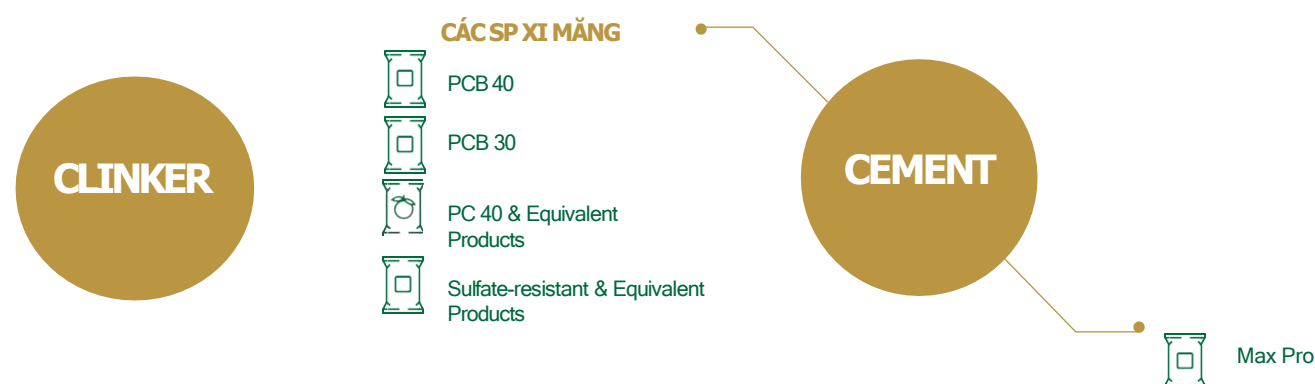 CLINKER
CÁC SP XI MĂNG
PCB 40
PCB 30
PC 40 & Equivalent
Products
Sulfate-resistant & Equivalent
Products
CEMENT
Max Pro